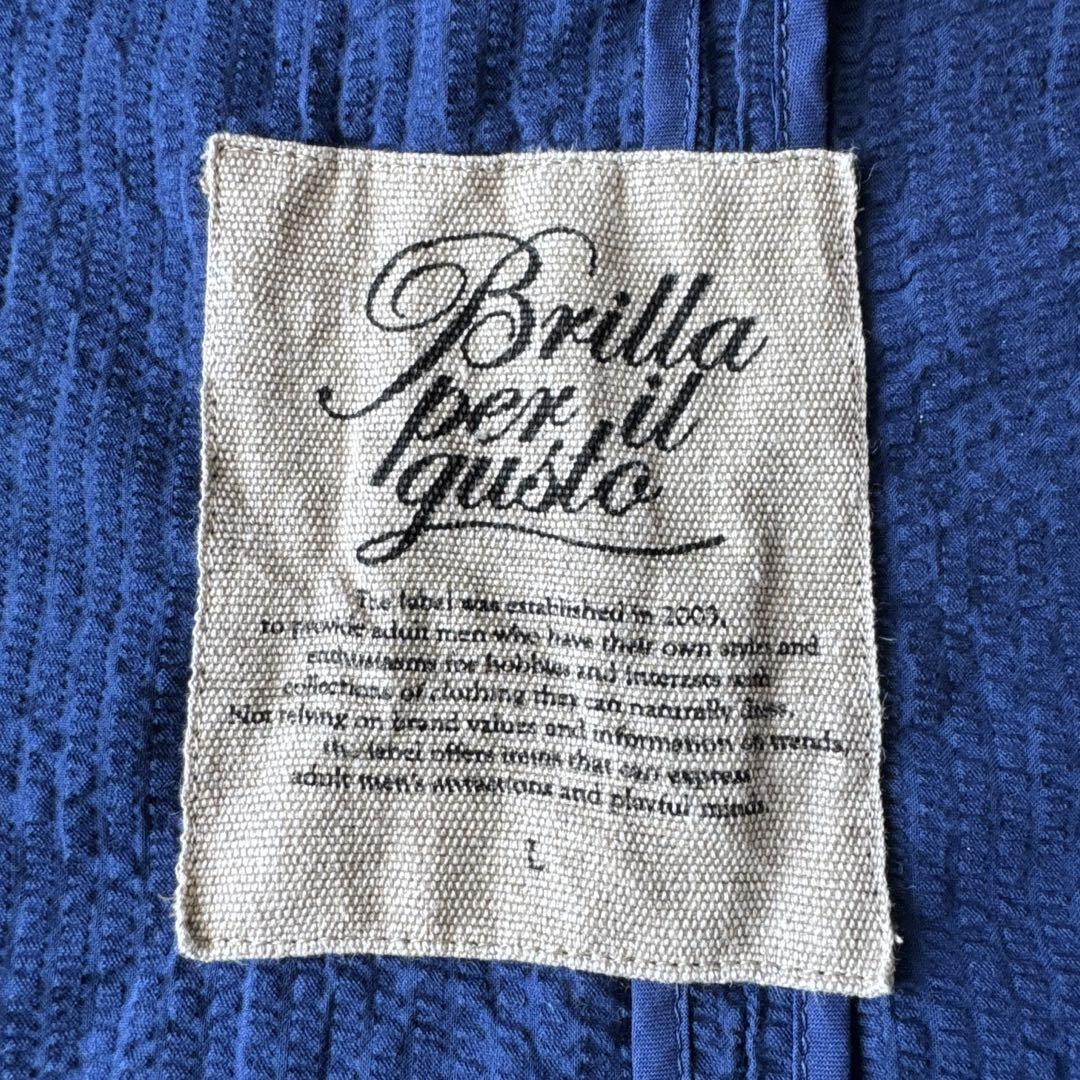 Brilla
per il
gusto
The label was established in 2003,
to provide adult men who have their own styles and
enthusiasms for hobbies and interests with
collections of clothing they can naturally
Not relying on brand values and information on trends,
the label offers items that can express
adult men's attractions and playful minds.
L